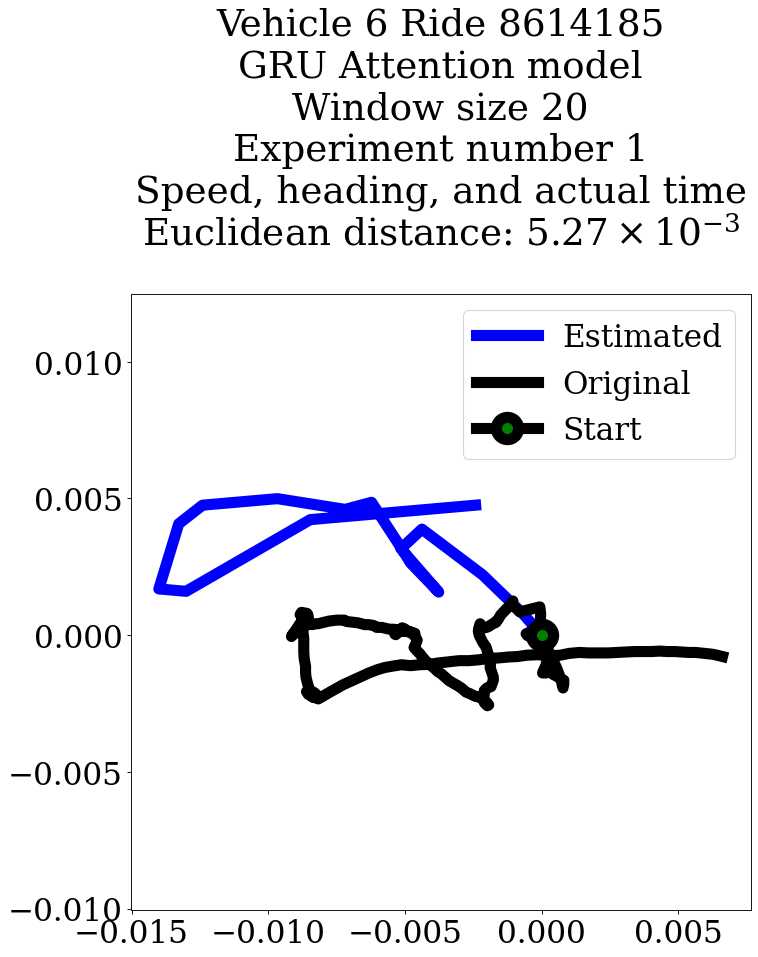 Vehicle 6 Ride 8614185
GRU Attention model
Window size 20
Experiment number 1
Speed, heading, and actual time
Euclidean distance: 5.27 × 10⁻³
Estimated
Original
Start
0.010
0.005
0.000
−0.005
−0.010
−0.015 −0.010 −0.005 0.000 0.005